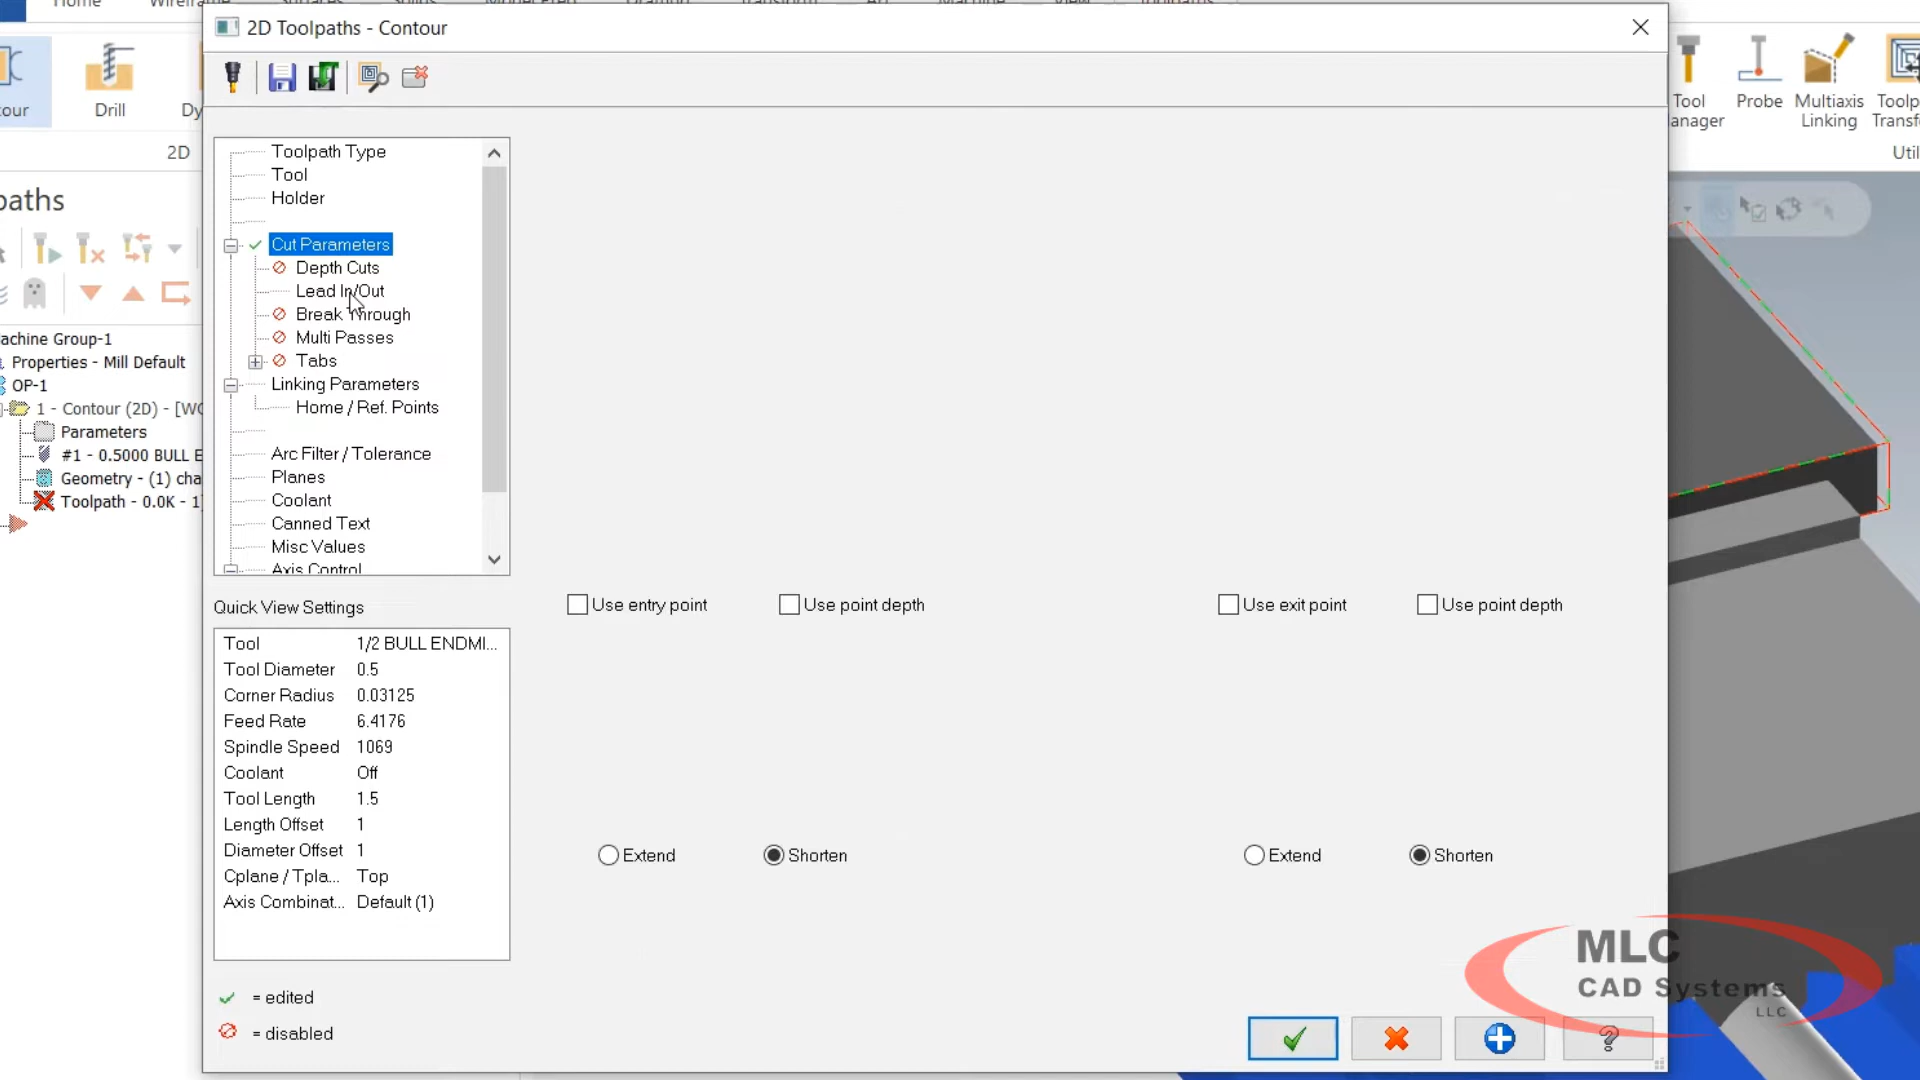 Home
2D Toolpaths - Contour
Drill
Tool
Probe
Multiaxis
Linking
2D
Toolpath Type
Tool
Holder
Cut Parameters
Depth Cuts
Lead In/Out
Break Through
Multi Passes
Tabs
Linking Parameters
Home / Ref. Points
Arc Filter / Tolerance
Planes
Coolant
Canned Text
Misc Values
Axis Control
achine Group-1
Properties - Mill Default
OP-1
1 - Contour (2D) - [WC
Parameters
#1 - 0.5000 BULL E
Geometry - (1) cha
Toolpath - 0.0K - 1
Quick View Settings
Tool 1/2 BULL ENDMI...
Tool Diameter 0.5
Corner Radius 0.03125
Feed Rate 6.4176
Spindle Speed 1069
Coolant Off
Tool Length 1.5
Length Offset 1
Diameter Offset 1
Cplane / Tpla... Top
Axis Combinat... Default (1)
= edited
= disabled
Use entry point
Use point depth
Use exit point
Use point depth
Extend
Shorten
Extend
Shorten
MLC
CAD Systems
LLC